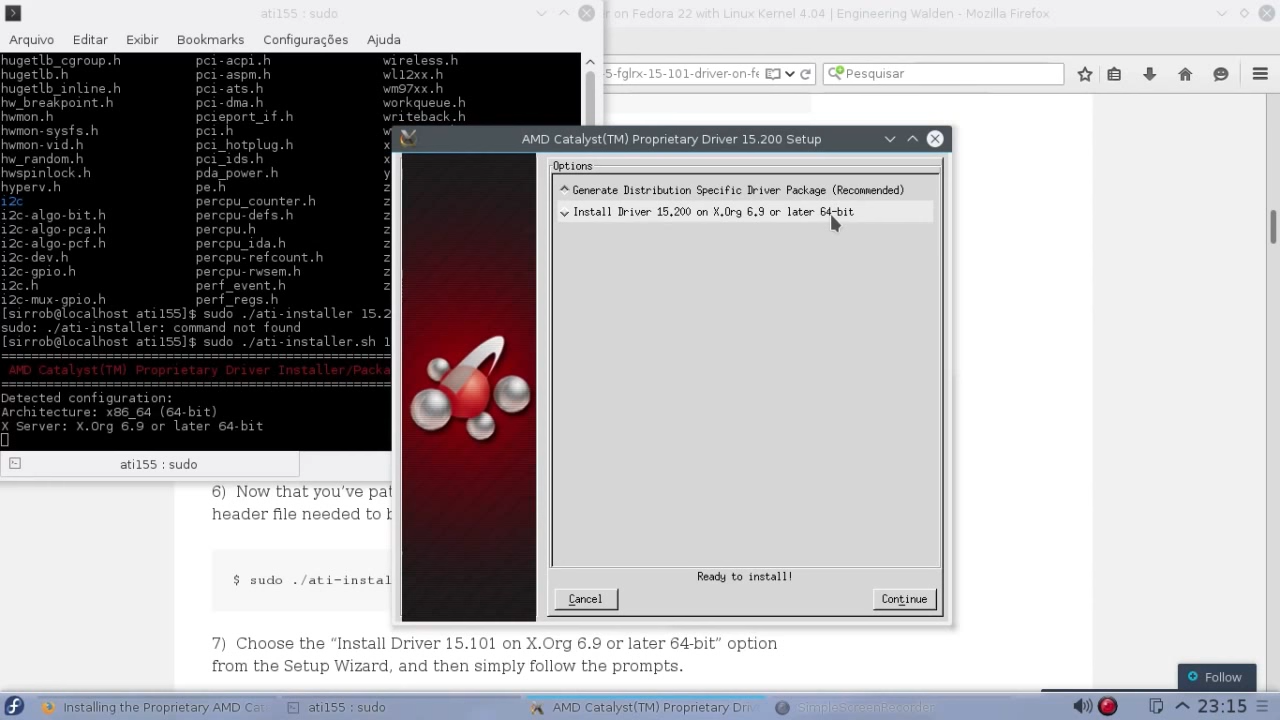 ati155 : sudo
er on Fedora 22 with Linux Kernel 4.04 | Engineering Walden - Mozilla Firefox
Arquivo Editar Exibir Bookmarks Configurações Ajuda
5-fglrx-15-101-driver-on-fe
Pesquisar
hugetlb_cgroup.h pci-acpi.h wireless.h
hugetlb.h pci-aspm.h wl12xx.h
hugetlb_inline.h pci-ats.h wm97xx.h
hw_breakpoint.h pci-dma.h workqueue.h
hwmon.h pcieport_if.h writeback.h
hwmon-sysfs.h pci.h
hwmon-vid.h pci_hotplug.h x
hw_random.h pci_ids.h x
hwspinlock.h pda_power.h y
hyperv.h pe.h z
i2c percpu_counter.h z
i2c-algo-bit.h percpu-defs.h z
i2c-algo-pca.h percpu.h z
i2c-algo-pcf.h percpu_ida.h z
i2c-dev.h percpu-refcount.h z
i2c-gpio.h percpu-rwsem.h z
i2c.h perf_event.h z
i2c-mux-gpio.h perf_regs.h
[sirrob@localhost ati155]$ sudo ./ati-installer 15.2
sudo: ./ati-installer: command not found
[sirrob@localhost ati155]$ sudo ./ati-installer.sh 1
================================================
AMD Catalyst(TM) Proprietary Driver Installer/Packa
================================================
Detected configuration:
Architecture: x86_64 (64-bit)
X Server: X.Org 6.9 or later 64-bit
ati155 : sudo
AMD Catalyst(TM) Proprietary Driver 15.200 Setup
Options
Generate Distribution Specific Driver Package (Recommended)
Install Driver 15.200 on X.Org 6.9 or later 64-bit
Ready to install!
Cancel Continue
6) Now that you’ve pat
header file needed to b
$ sudo ./ati-instal
7) Choose the “Install Driver 15.101 on X.Org 6.9 or later 64-bit” option
from the Setup Wizard, and then simply follow the prompts.
Follow
Installing the Proprietary AMD Cat ati155 : sudo AMD Catalyst(TM) Proprietary Driv SimpleScreenRecorder 23:15